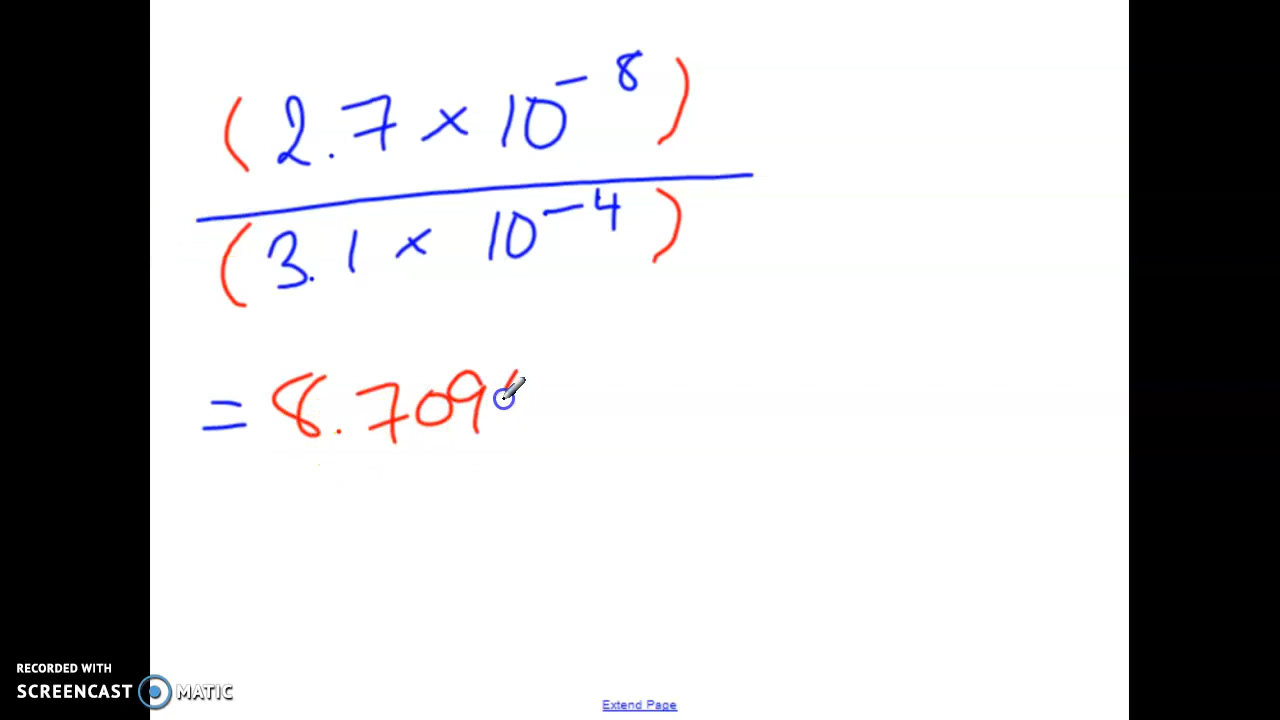 (2.7 × 10⁻⁸)
(3.1 × 10⁻⁴)
= 8.709
RECORDED WITH
SCREENCAST MATIC
Extend Page